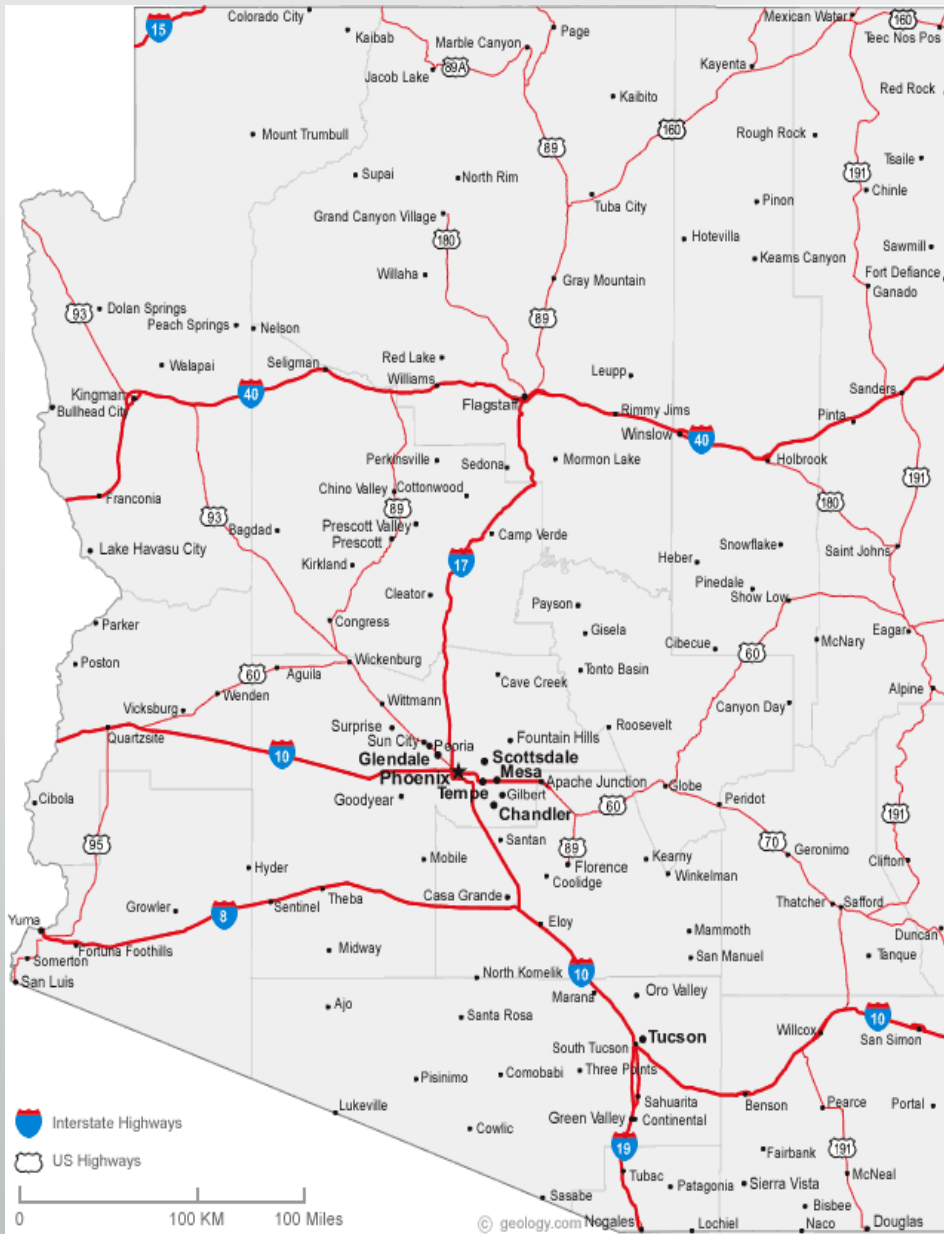 Colorado City
Mexican Water
160
15
Kaibab
Page
Teec Nos Pos
Marble Canyon
89A
Jacob Lake
Kayenta
Red Rock
Kaibito
160
Mount Trumbull
Rough Rock
89
Tsaile
191
Supai
North Rim
Chinle
Tuba City
Pinon
Grand Canyon Village
180
Hotevilla
Sawmill
Kearns Canyon
Willaha
Gray Mountain
Fort Defiance
Ganado
93
Dolan Springs
Peach Springs
Nelson
89
Walapai
Seligman
Red Lake
Williams
Leupp
Kingman
Bullhead City
40
Flagstaff
Sanders
Rimmy Jims
Pinta
Winslow
40
Perkinsville
Sedona
Mormon Lake
Holbrook
191
Franconia
Chino Valley
Cottonwood
180
93
Bagdad
89
Prescott Valley
Prescott
Camp Verde
Lake Havasu City
Kirkland
17
Heber
Snowflake
Saint Johns
Cleator
Pinedale
Show Low
Payson
Parker
Congress
Gisela
Eagar
Cibecue
60
McNary
Poston
60
Aguila
Wickenburg
Tonto Basin
Cave Creek
Alpine
Wenden
Vicksburg
Wittmann
Canyon Day
Quartzsite
Surprise
Roosevelt
Sun City
Peoria
Fountain Hills
10
Glendale
Scottsdale
Phoenix
Mesa
Tempe
Apache Junction
Globe
Cibola
Goodyear
Gilbert
Chandler
60
Peridot
191
95
Santan
70
89
Geronimo
Hyder
Mobile
Florence
Kearny
Clifton
Coolidge
Winkelman
Growler
8
Sentinel
Theba
Casa Grande
Thatcher
Safford
Yuma
Eloy
Mammoth
Duncan
Fortuna Foothills
Midway
San Manuel
Tanque
Somerton
San Luis
North Komelik
10
Marana
Oro Valley
Ajo
Santa Rosa
10
Willcox
San Simon
Tucson
South Tucson
Pisinimo
Comobabi
Three Points
Lukeville
Sahuarita
Benson
Pearce
Portal
Green Valley
Continental
Cowlic
19
Fairbank
191
Tubac
McNeal
Patagonia
Sierra Vista
Sasabe
Bisbee
Nogales
Lochiel
Naco
Douglas
Interstate Highways
US Highways
0
100 KM
100 Miles
© geology.com